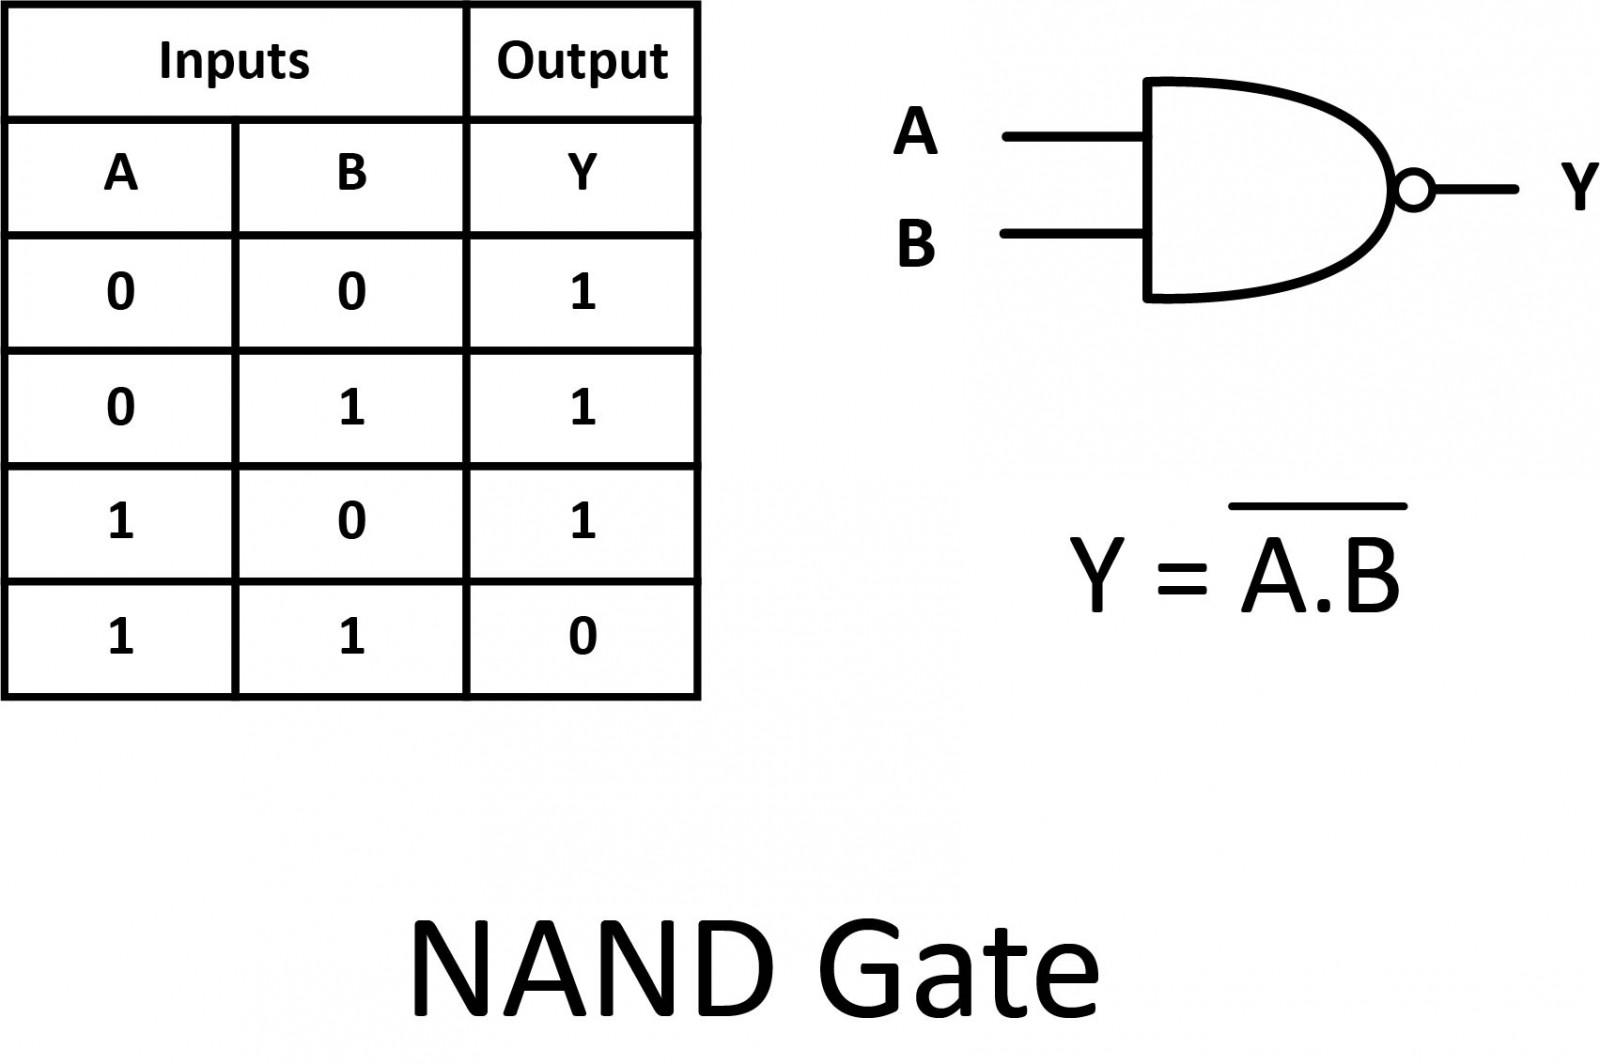 Inputs Output
A B Y
0 0 1
0 1 1
1 0 1
1 1 0
A
B
Y
Y = A̅.̅B̅
NAND Gate